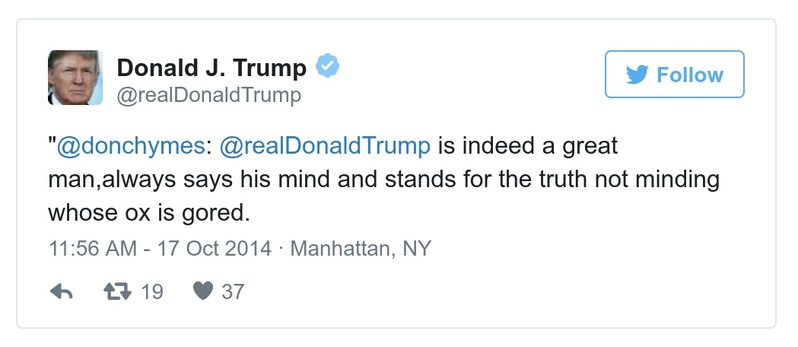 Donald J. Trump
@realDonaldTrump
Follow
"@donchymes: @realDonaldTrump is indeed a great
man,always says his mind and stands for the truth not minding
whose ox is gored.
11:56 AM - 17 Oct 2014 · Manhattan, NY
19 37